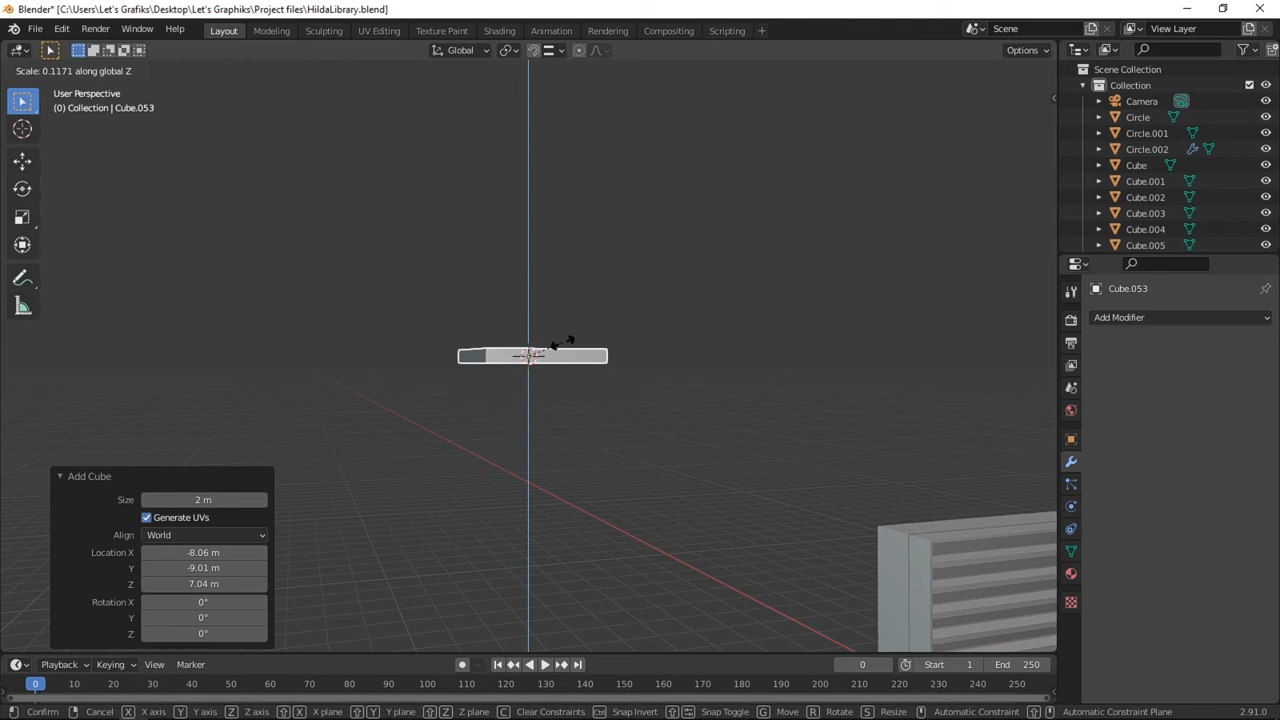 Blender* [C:\Users\Let's Grafiks\Desktop\Let's Graphiks\Project files\HildaLibrary.blend]
File Edit Render Window Help Layout Modeling Sculpting UV Editing Texture Paint Shading Animation Rendering Compositing Scripting + Scene View Layer
Global Options
Scale: 0.1171 along global Z
User Perspective
(0) Collection | Cube.053
Scene Collection
Collection
Camera
Circle
Circle.001
Circle.002
Cube
Cube.001
Cube.002
Cube.003
Cube.004
Cube.005
Cube.053
Add Modifier
Add Cube
Size 2 m
Generate UVs
Align World
Location X -8.06 m
Y -9.01 m
Z 7.04 m
Rotation X 0°
Y 0°
Z 0°
Playback Keying View Marker 0 Start 1 End 250
0 10 20 30 40 50 60 70 80 90 100 110 120 130 140 150 160 170 180 190 200 210 220 230 240 250
Confirm Cancel X X axis Y Y axis Z Z axis X X plane Y Y plane Z Z plane C Clear Constraints Ctrl Snap Invert Snap Toggle G Move R Rotate S Resize Automatic Constraint Automatic Constraint Plane 2.91.0